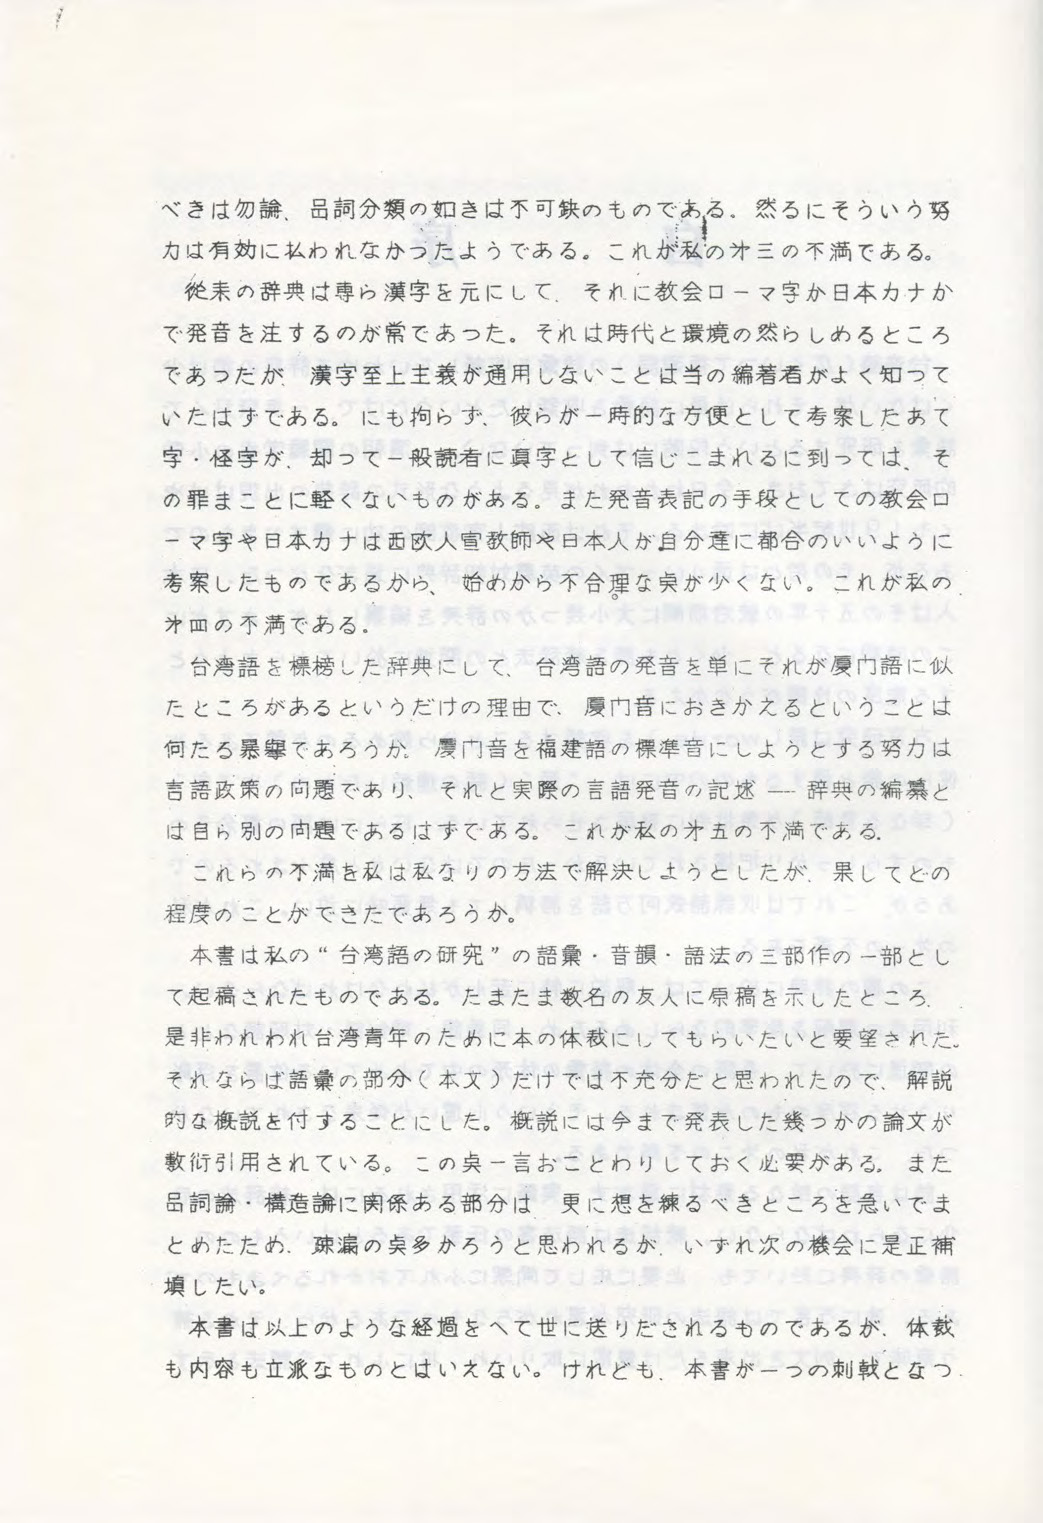 べきは勿論、品詞分類の如きは不可鈌のものである。然るにそういう努
力は有効に払われなかったようである。これが私の才三の不満である。
従来の辞典は専ら漢字を元にして、それに教会ローマ字か日本カナか
で発音を注するのが常であった。それは時代と環境の然らしめるところ
であったが、漢字至上主義が通用しないことは当の編著者がよく知って
いたはずである。にも拘らず、彼らが一時的な方便として考案したあて
字・怪字が、却って一般読者に真字として信じこまれるに到っては、そ
の罪まことに軽くないものがある。また発音表記の手段としての教会ロ
ーマ字や日本カナは西欧人宣教師や日本人が自分達に都合のいいように
考案したものであるから、始めから不合理な点が少くない。これが私の
才四の不満である。
台湾語を標榜した辞典にして、台湾語の発音を単にそれが廈门語に似
たところがあるというだけの理由で、廈门音におきかえるということは
何たる暴擧であろうか。廈门音を福建語の標準音にしようとする努力は
言語政策の问題であり、それと実際の言語発音の記述 ── 辞典の編纂と
は自ら別の问題であるはずである。これが私の才五の不満である。
これらの不満を私は私なりの方法で解決しようとしたが、果してどの
程度のことができたであろうか。
本書は私の“台湾語の研究”の語彙・音韻・語法の三部作の一部とし
て起稿されたものである。たまたま数名の友人に原稿を示したところ、
是非われわれ台湾青年のために本の体裁にしてもらいたいと要望された。
それならば語彙の部分（本文）だけでは不充分だと思われたので、解説
的な概説を付することにした。概説には今まで発表した幾つかの論文が
敷衍引用されている。この点一言おことわりしておく必要がある。また
品詞論・構造論に関係ある部分は 更に想を練るべきところを急いでま
とめたため、疎漏の点多かろうと思われるが、いずれ次の機会に是正補
填したい。
本書は以上のような経過をへて世に送りだされるものであるが、体裁
も内容も立派なものとはいえない。けれども、本書が一つの刺戟となっ